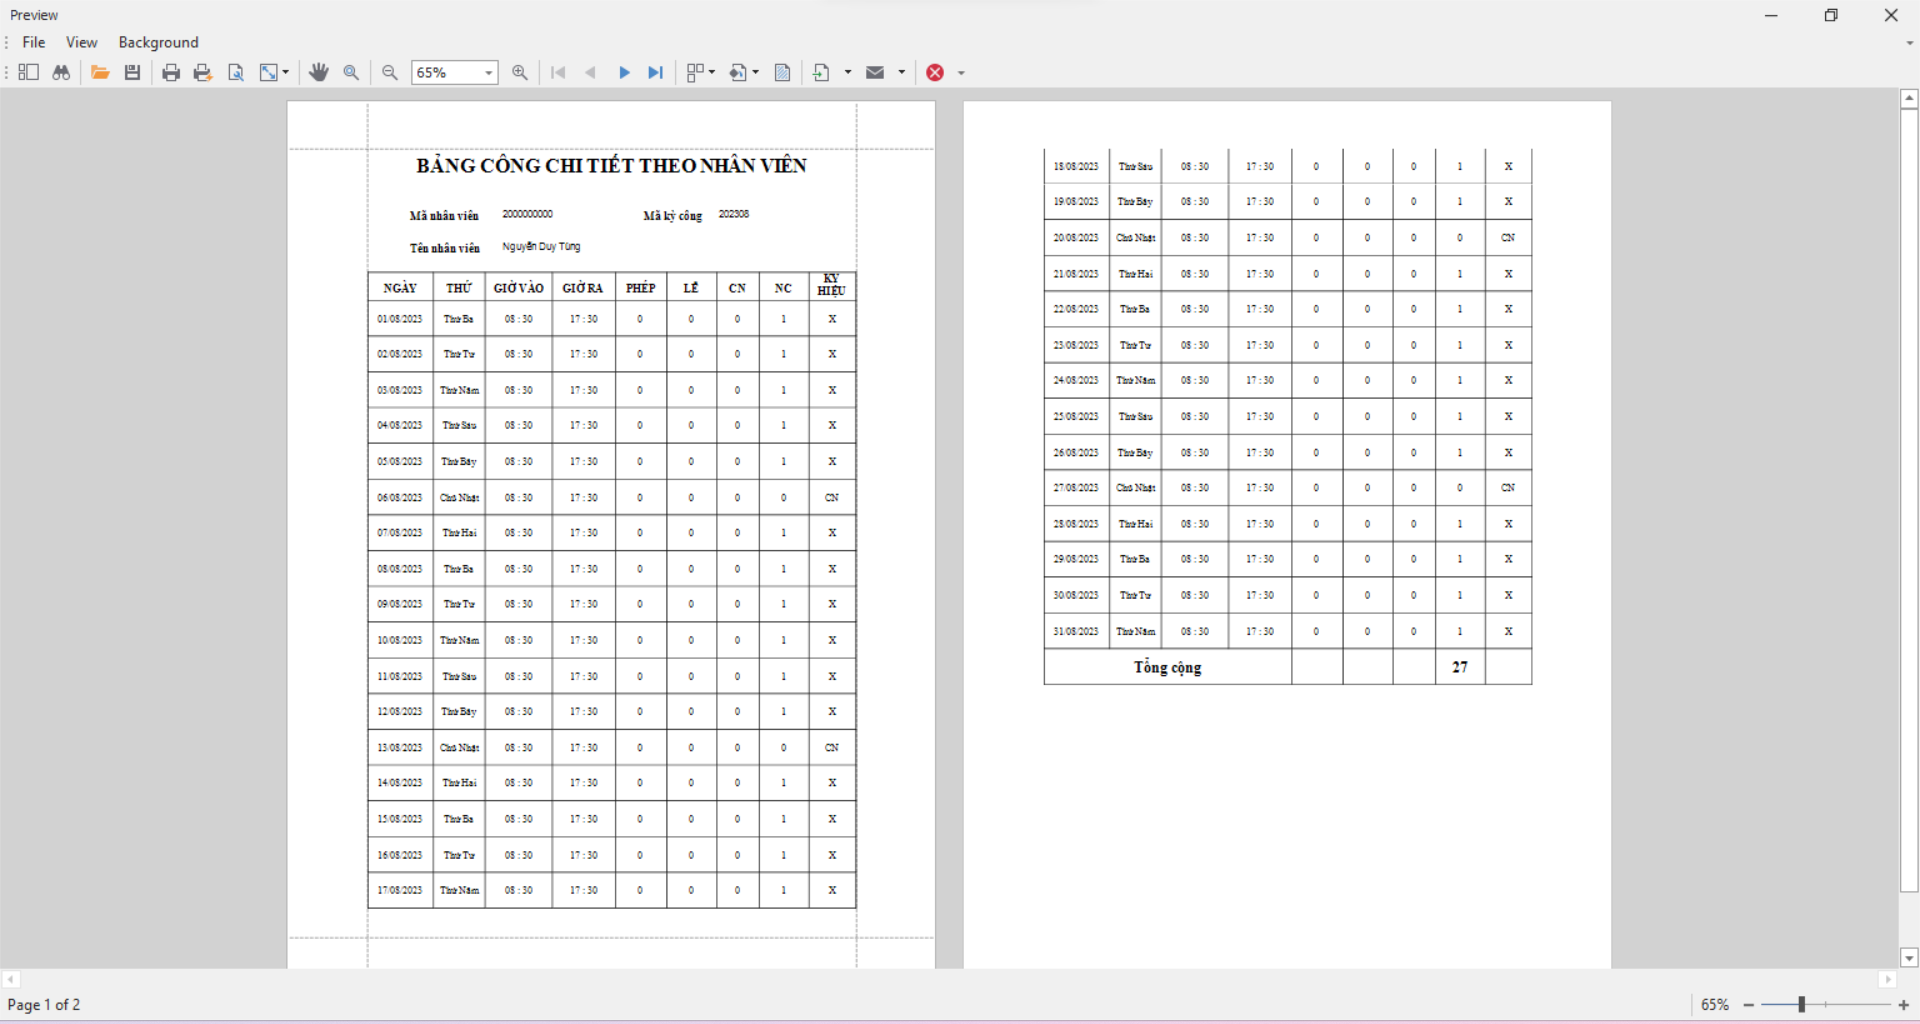 Preview
File View Background
65%
BẢNG CÔNG CHI TIẾT THEO NHÂN VIÊN
Mã nhân viên 2000000000 Mã kỳ công 202308
Tên nhân viên Nguyễn Duy Tùng
NGÀY THỨ GIỜ VÀO GIỜ RA PHÉP LỄ CN NC KÝ HIỆU
01/08/2023 Thứ Ba 08 : 30 17 : 30 0 0 0 1 X
02/08/2023 Thứ Tư 08 : 30 17 : 30 0 0 0 1 X
03/08/2023 Thứ Năm 08 : 30 17 : 30 0 0 0 1 X
04/08/2023 Thứ Sáu 08 : 30 17 : 30 0 0 0 1 X
05/08/2023 Thứ Bảy 08 : 30 17 : 30 0 0 0 1 X
06/08/2023 Chủ Nhật 08 : 30 17 : 30 0 0 0 0 CN
07/08/2023 Thứ Hai 08 : 30 17 : 30 0 0 0 1 X
08/08/2023 Thứ Ba 08 : 30 17 : 30 0 0 0 1 X
09/08/2023 Thứ Tư 08 : 30 17 : 30 0 0 0 1 X
10/08/2023 Thứ Năm 08 : 30 17 : 30 0 0 0 1 X
11/08/2023 Thứ Sáu 08 : 30 17 : 30 0 0 0 1 X
12/08/2023 Thứ Bảy 08 : 30 17 : 30 0 0 0 1 X
13/08/2023 Chủ Nhật 08 : 30 17 : 30 0 0 0 0 CN
14/08/2023 Thứ Hai 08 : 30 17 : 30 0 0 0 1 X
15/08/2023 Thứ Ba 08 : 30 17 : 30 0 0 0 1 X
16/08/2023 Thứ Tư 08 : 30 17 : 30 0 0 0 1 X
17/08/2023 Thứ Năm 08 : 30 17 : 30 0 0 0 1 X
18/08/2023 Thứ Sáu 08 : 30 17 : 30 0 0 0 1 X
19/08/2023 Thứ Bảy 08 : 30 17 : 30 0 0 0 1 X
20/08/2023 Chủ Nhật 08 : 30 17 : 30 0 0 0 0 CN
21/08/2023 Thứ Hai 08 : 30 17 : 30 0 0 0 1 X
22/08/2023 Thứ Ba 08 : 30 17 : 30 0 0 0 1 X
23/08/2023 Thứ Tư 08 : 30 17 : 30 0 0 0 1 X
24/08/2023 Thứ Năm 08 : 30 17 : 30 0 0 0 1 X
25/08/2023 Thứ Sáu 08 : 30 17 : 30 0 0 0 1 X
26/08/2023 Thứ Bảy 08 : 30 17 : 30 0 0 0 1 X
27/08/2023 Chủ Nhật 08 : 30 17 : 30 0 0 0 0 CN
28/08/2023 Thứ Hai 08 : 30 17 : 30 0 0 0 1 X
29/08/2023 Thứ Ba 08 : 30 17 : 30 0 0 0 1 X
30/08/2023 Thứ Tư 08 : 30 17 : 30 0 0 0 1 X
31/08/2023 Thứ Năm 08 : 30 17 : 30 0 0 0 1 X
Tổng cộng 27
Page 1 of 2 65%